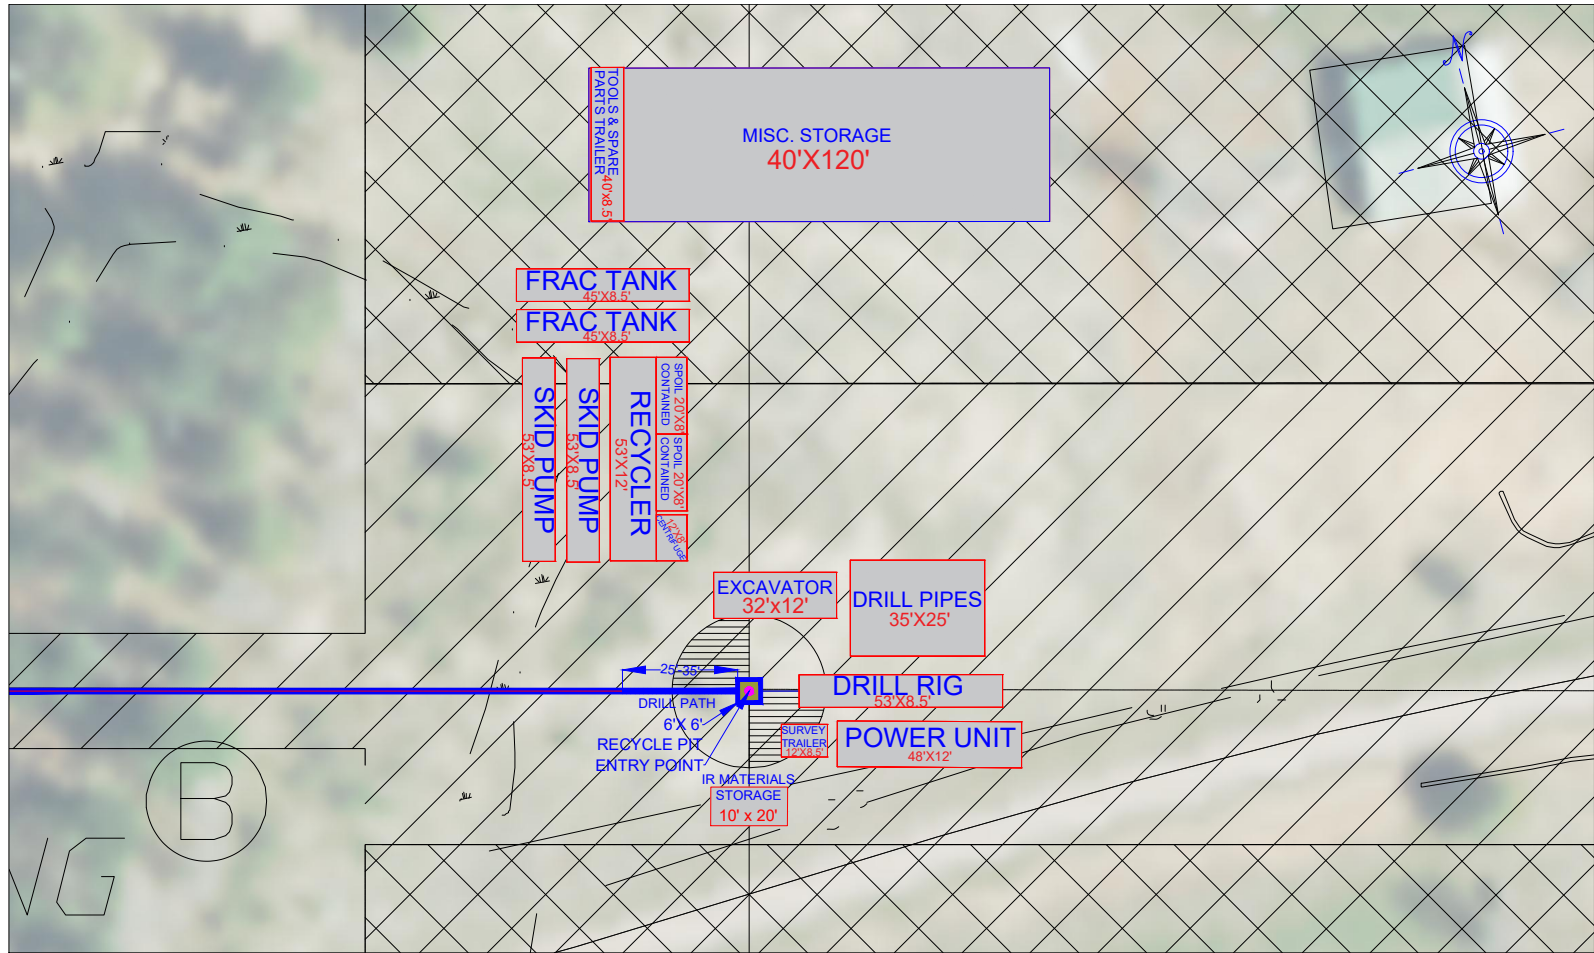 N
TOOLS & SPARE
PARTS TRAILER
40'x8.5'
MISC. STORAGE
40'X120'
FRAC TANK
45'X8.5'
FRAC TANK
45'X8.5'
SKID PUMP
53'X8.5'
SKID PUMP
53'X8.5'
RECYCLER
53'X12'
SPOIL 20'X8'
CONTAINED
SPOIL 20'X8'
CONTAINED
12'X8'
CENTRIFUGE
EXCAVATOR
32'x12'
DRILL PIPES
35'X25'
25'-35'
DRILL PATH
6'X 6'
RECYCLE PIT
ENTRY POINT
DRILL RIG
53'X8.5'
SURVEY
TRAILER
12'X8.5'
POWER UNIT
48'X12'
IR MATERIALS
STORAGE
10' x 20'
B
NG